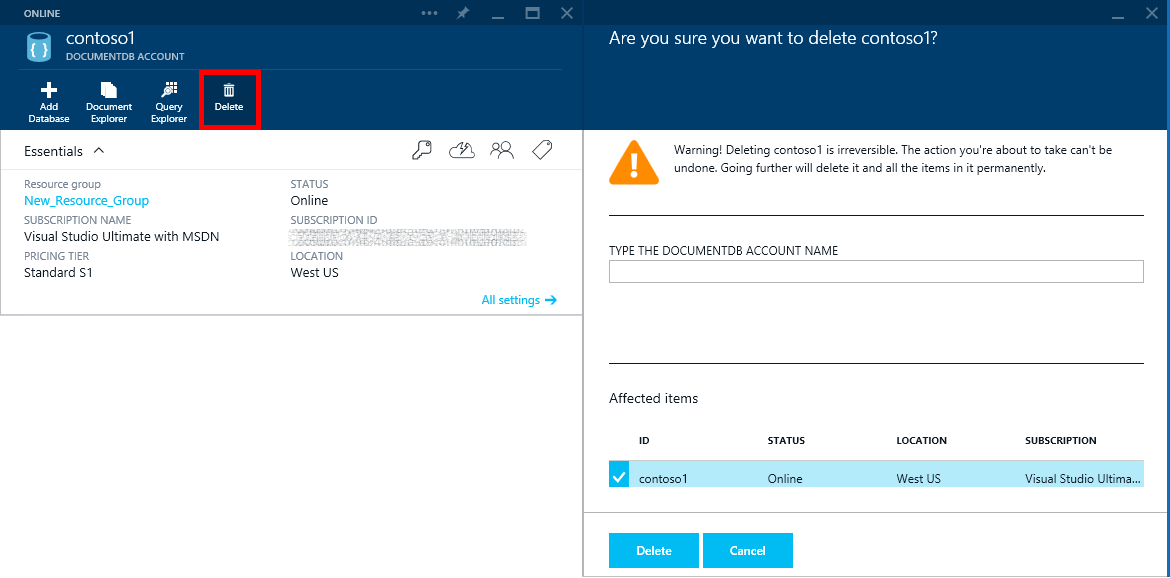 ONLINE
contoso1
DOCUMENTDB ACCOUNT
Add
Database
Document
Explorer
Query
Explorer
Delete
Essentials
Resource group
New_Resource_Group
STATUS
Online
SUBSCRIPTION NAME
Visual Studio Ultimate with MSDN
SUBSCRIPTION ID
PRICING TIER
Standard S1
LOCATION
West US
All settings
Are you sure you want to delete contoso1?
Warning! Deleting contoso1 is irreversible. The action you're about to take can't be
undone. Going further will delete it and all the items in it permanently.
TYPE THE DOCUMENTDB ACCOUNT NAME
Affected items
ID STATUS LOCATION SUBSCRIPTION
contoso1 Online West US Visual Studio Ultima...
Delete Cancel